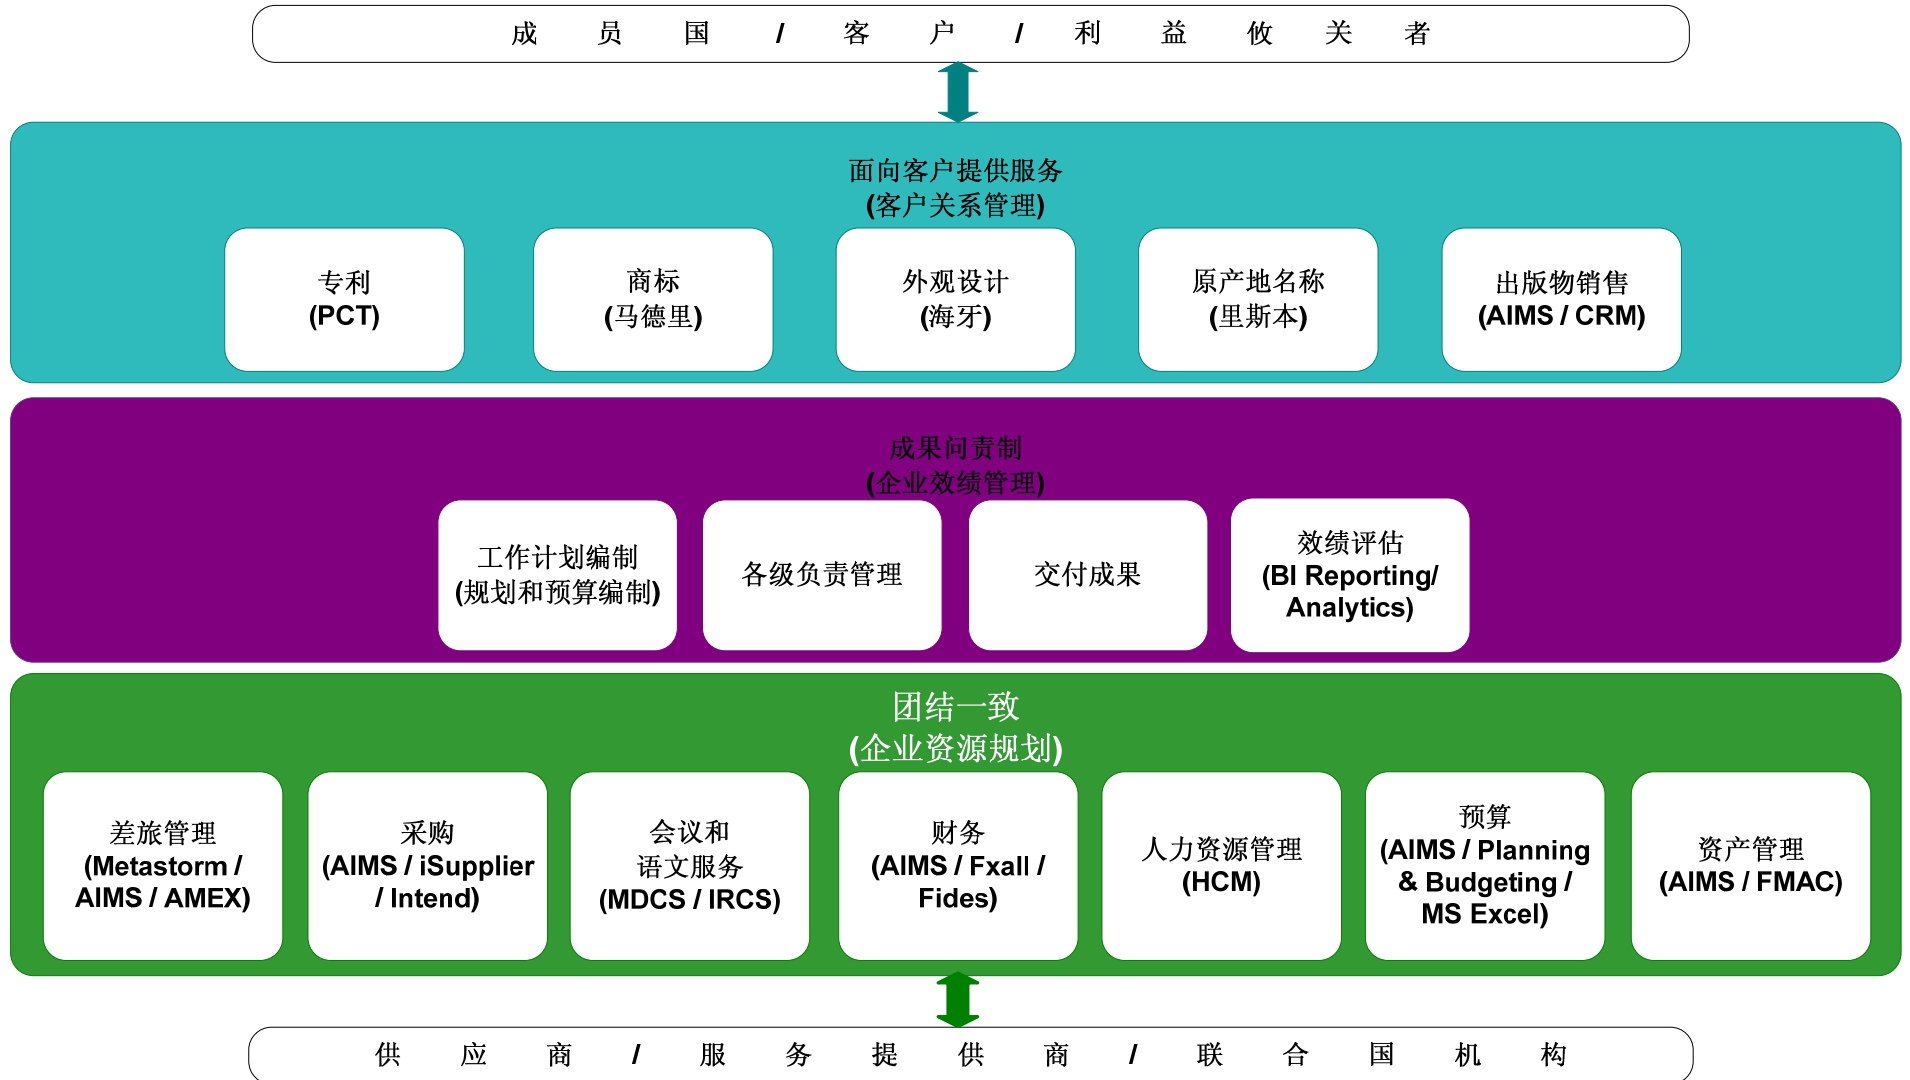 成员国/客户/利益攸关者
面向客户提供服务
(客户关系管理)
专利
(PCT)
商标
(马德里)
外观设计
(海牙)
原产地名称
(里斯本)
出版物销售
(AIMS / CRM)
成果问责制
(企业效绩管理)
工作计划编制
(规划和预算编制)
各级负责管理
交付成果
效绩评估
(BI Reporting/
Analytics)
团结一致
(企业资源规划)
差旅管理
(Metastorm /
AIMS / AMEX)
采购
(AIMS / iSupplier
/ Intend)
会议和
语文服务
(MDCS / IRCS)
财务
(AIMS / Fxall /
Fides)
人力资源管理
(HCM)
预算
(AIMS / Planning
& Budgeting /
MS Excel)
资产管理
(AIMS / FMAC)
供应商/服务提供商/联合国机构